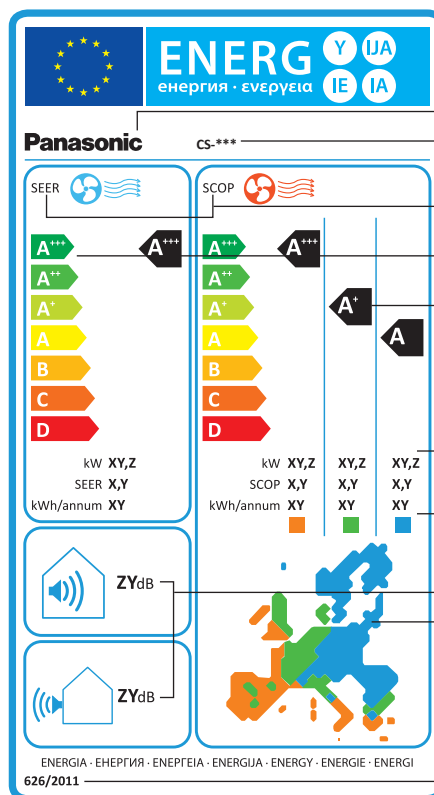 ENERG
енергия · ενεργεια
Y IJA
IE IA
Panasonic
CS-***
SEER
A+++ A+++
A++
A+
A
B
C
D
kW XY,Z
SEER X,Y
kWh/annum XY
SCOP
A+++ A+++
A++
A+ A+
A A
B
C
D
kW XY,Z XY,Z XY,Z
SCOP X,Y X,Y X,Y
kWh/annum XY XY XY
ZYdB
ZYdB
ENERGIA · ЕНЕРГИЯ · ΕΝΕΡΓΕΙΑ · ENERGIJA · ENERGY · ENERGIE · ENERGI
626/2011